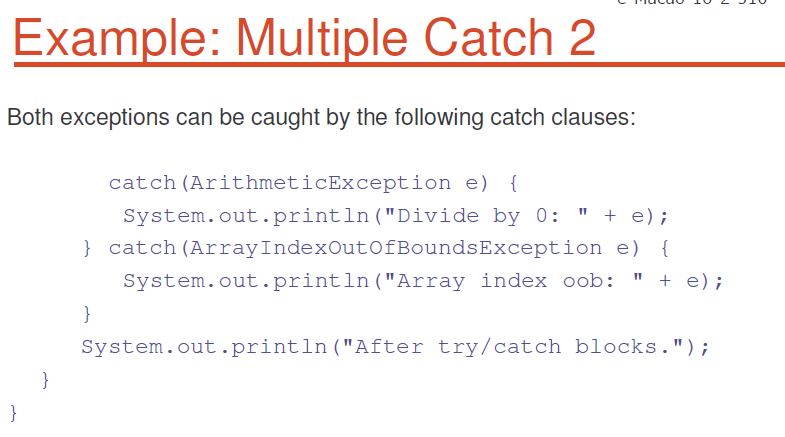 Example: Multiple Catch 2
Both exceptions can be caught by the following catch clauses:
catch(ArithmeticException e) {
System.out.println("Divide by 0: " + e);
} catch(ArrayIndexOutOfBoundsException e) {
System.out.println("Array index oob: " + e);
}
System.out.println("After try/catch blocks.");
}
}